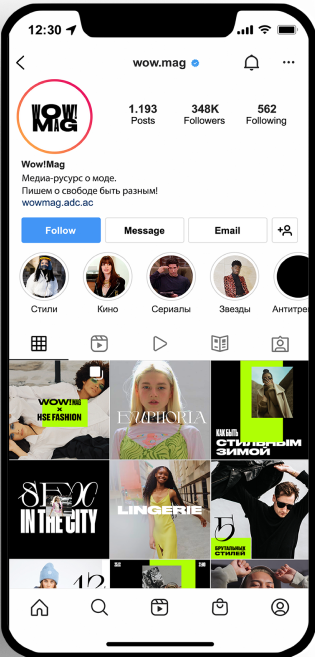 12:30
wow.mag
WOW!
MAG
1.193
348K
562
Posts
Followers
Following
Wow!Mag
Медиа-русурс о моде.
Пишем о свободе быть разным!
wowmag.adc.ac
Follow
Message
Email
Стили
Кино
Сериалы
Звезды
Антитре
WOW!MAG
×
HSE FASHION
EUPHORIA
КАК БЫТЬ
СТИЛЬНЫМ
ЗИМОЙ
SEX
IN THE CITY
LINGERIE
5
БРУТАЛЬНЫХ
СТИЛЕЙ
12